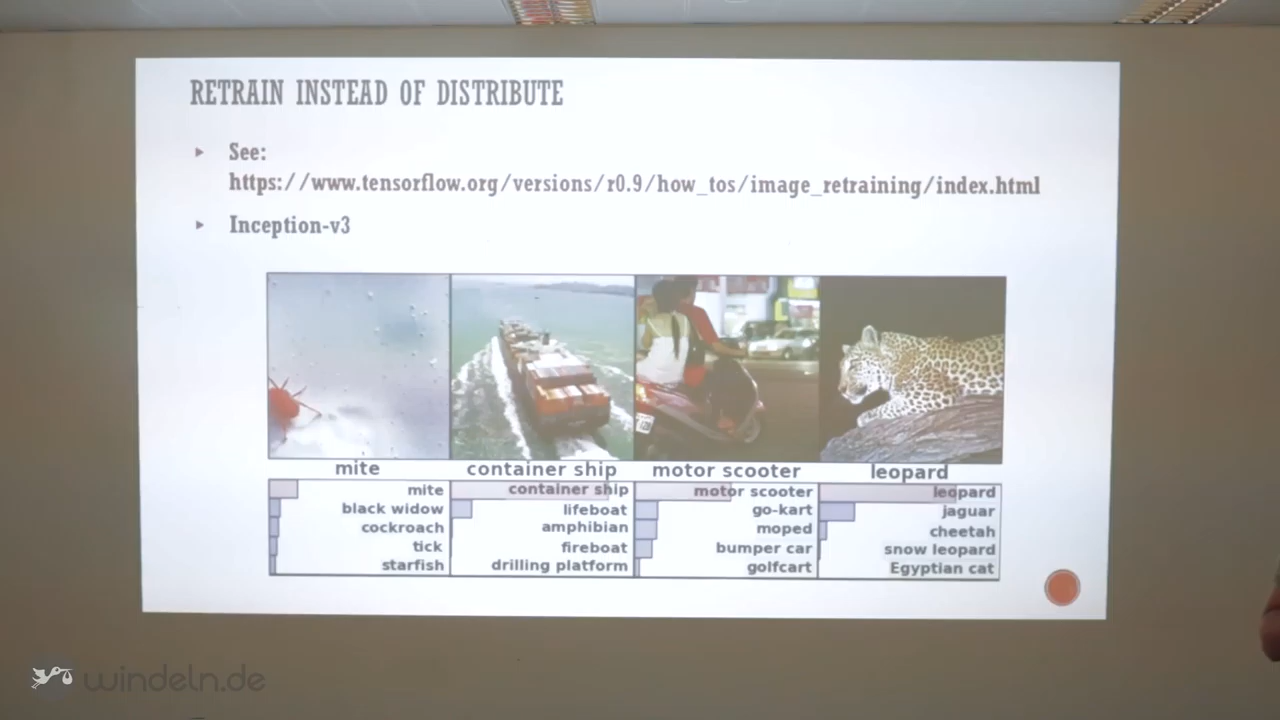 RETRAIN INSTEAD OF DISTRIBUTE
See:
https://www.tensorflow.org/versions/r0.9/how_tos/image_retraining/index.html
Inception-v3
mite
container ship
motor scooter
leopard
mite
black widow
cockroach
tick
starfish
container ship
lifeboat
amphibian
fireboat
drilling platform
motor scooter
go-kart
moped
bumper car
golfcart
leopard
jaguar
cheetah
snow leopard
Egyptian cat
windeln.de